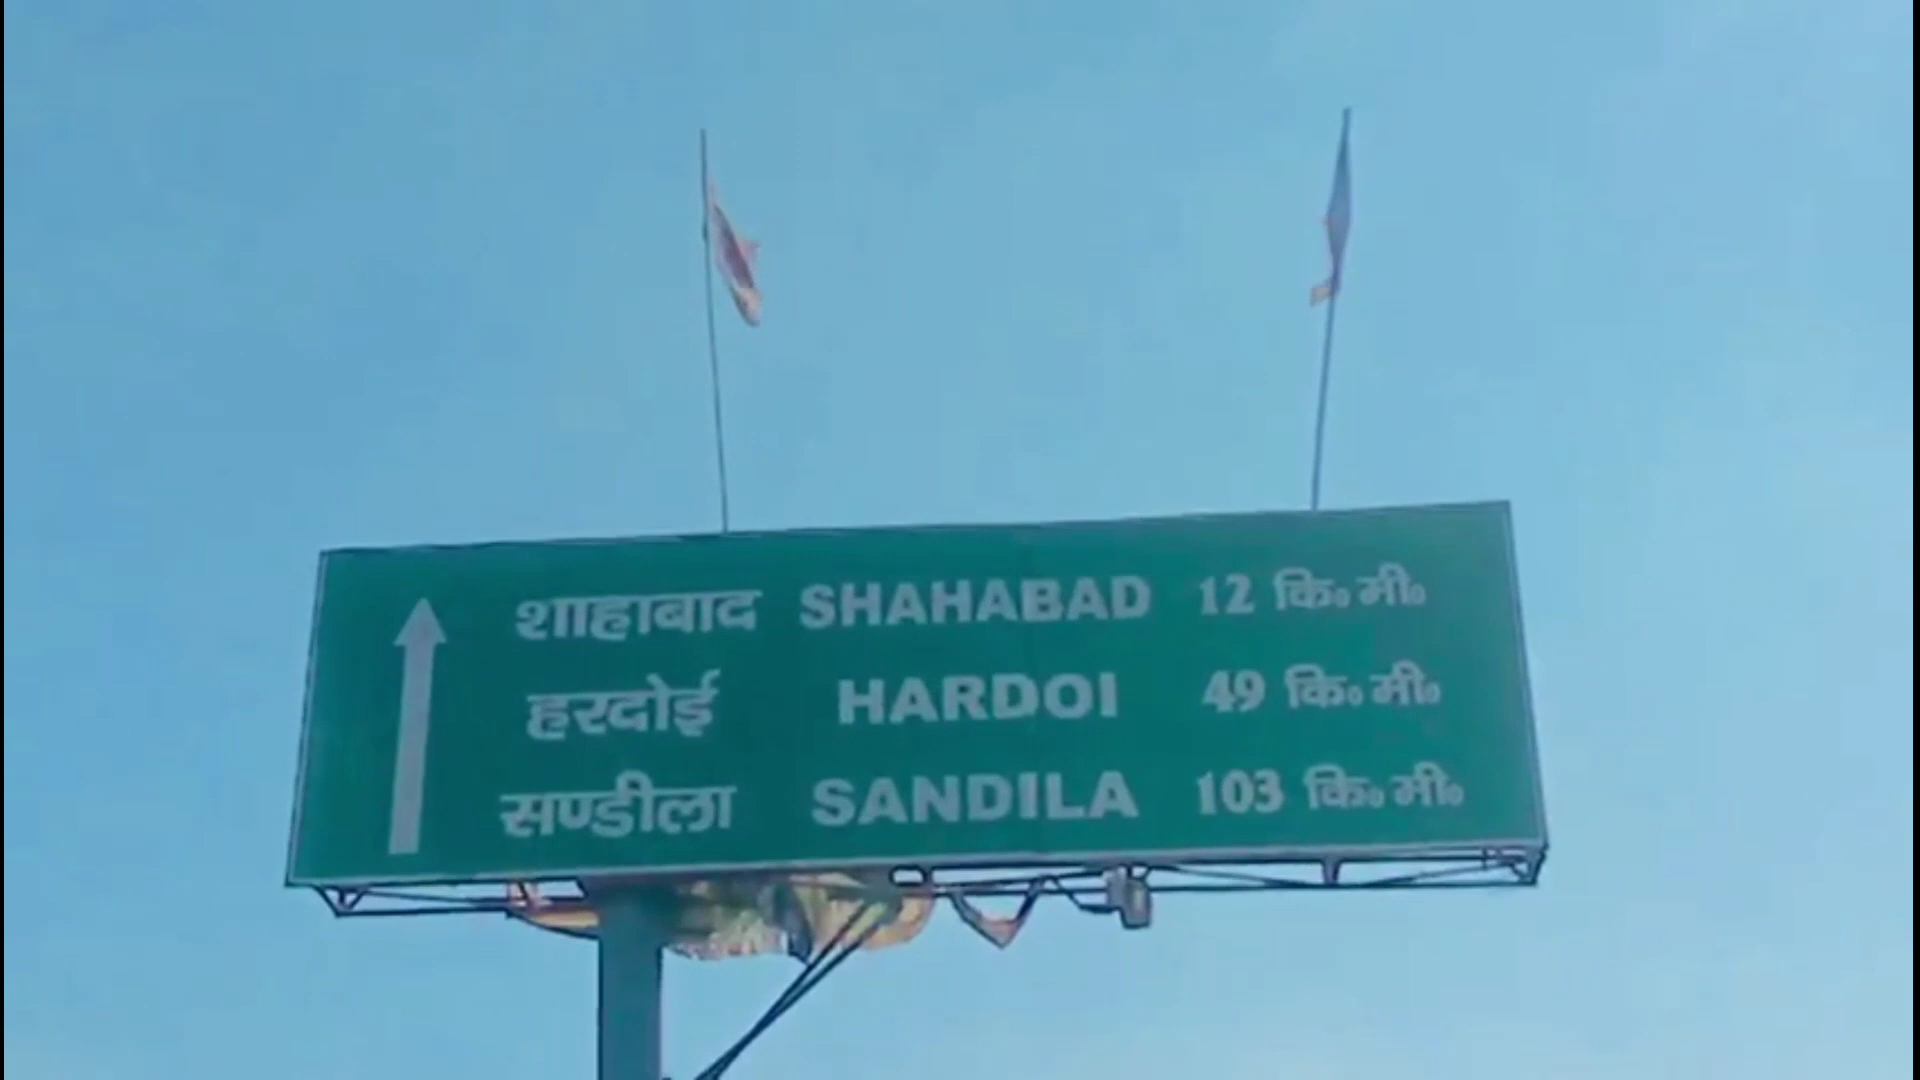 शाहाबाद SHAHABAD 12 कि॰मी॰
हरदोई HARDOI 49 कि॰मी॰
सण्डीला SANDILA 103 कि॰मी॰